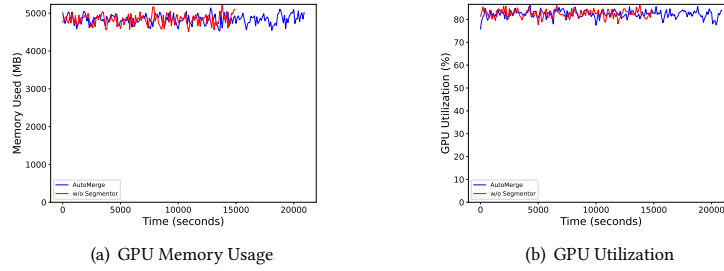 5000
4000
3000
2000
1000
0
Memory Used (MB)
AutoMerge
w/o Segmentor
0
5000
10000
15000
20000
Time (seconds)
(a) GPU Memory Usage
80
70
60
50
40
30
20
10
0
GPU Utilization (%)
AutoMerge
w/o Segmentor
0
5000
10000
15000
20000
Time (seconds)
(b) GPU Utilization